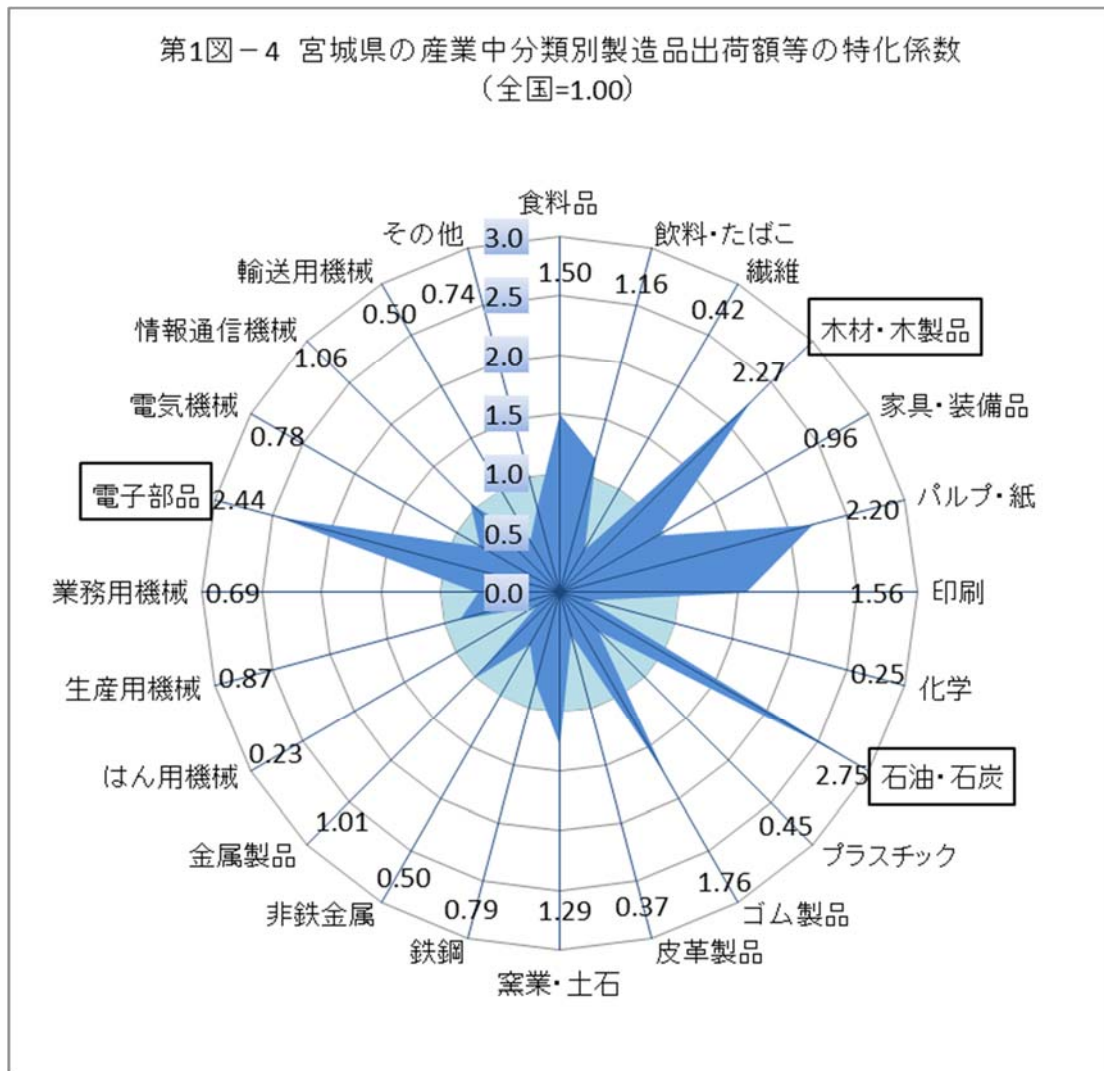 第1図－4 宮城県の産業中分類別製造品出荷額等の特化係数
（全国=1.00）
食料品
1.50
飲料・たばこ
1.16
繊維
0.42
木材・木製品
2.27
家具・装備品
0.96
パルプ・紙
2.20
印刷
1.56
化学
0.25
石油・石炭
2.75
プラスチック
0.45
ゴム製品
1.76
皮革製品
0.37
窯業・土石
1.29
鉄鋼
0.79
非鉄金属
0.50
金属製品
1.01
はん用機械
0.23
生産用機械
0.87
業務用機械
0.69
電子部品
2.44
電気機械
0.78
情報通信機械
1.06
輸送用機械
0.50
その他
0.74
3.0
2.5
2.0
1.5
1.0
0.5
0.0